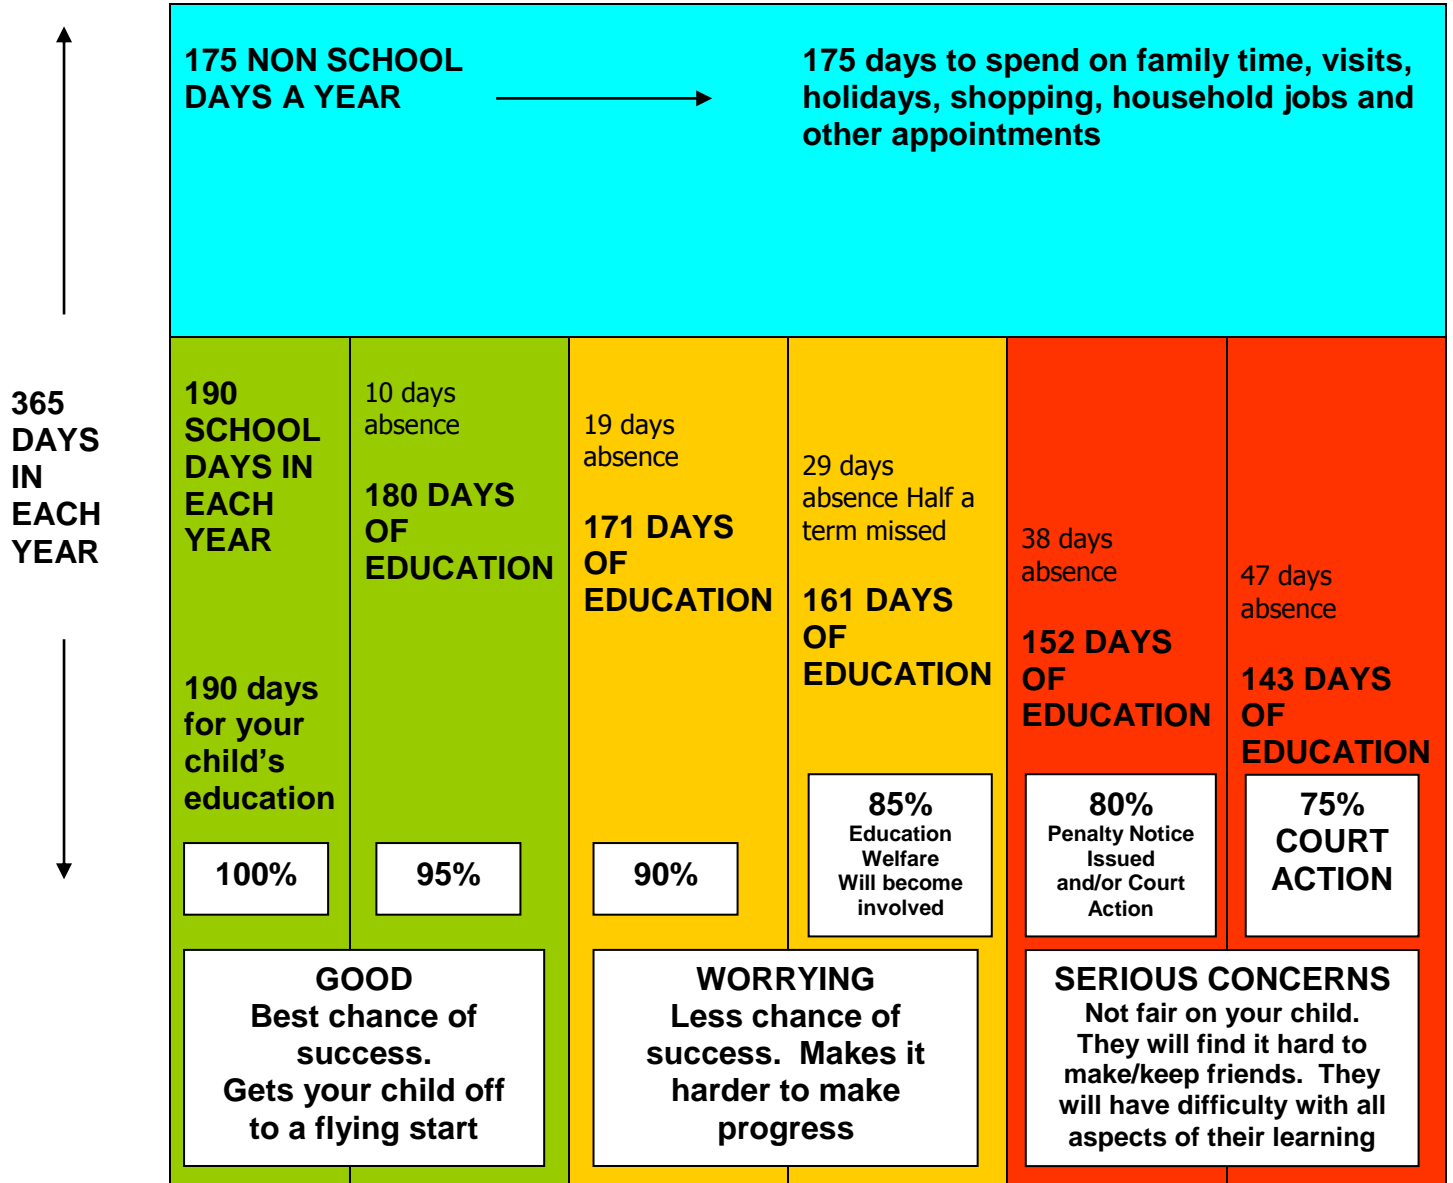 175 NON SCHOOL
DAYS A YEAR
175 days to spend on family time, visits,
holidays, shopping, household jobs and
other appointments
365
DAYS
IN
EACH
YEAR
190
SCHOOL
DAYS IN
EACH
YEAR
190 days
for your
child’s
education
100%
10 days
absence
180 DAYS
OF
EDUCATION
95%
19 days
absence
171 DAYS
OF
EDUCATION
90%
29 days
absence Half a
term missed
161 DAYS
OF
EDUCATION
85%
Education
Welfare
Will become
involved
38 days
absence
152 DAYS
OF
EDUCATION
80%
Penalty Notice
Issued
and/or Court
Action
47 days
absence
143 DAYS
OF
EDUCATION
75%
COURT
ACTION
GOOD
Best chance of
success.
Gets your child off
to a flying start
WORRYING
Less chance of
success.  Makes it
harder to make
progress
SERIOUS CONCERNS
Not fair on your child.
They will find it hard to
make/keep friends.  They
will have difficulty with all
aspects of their learning